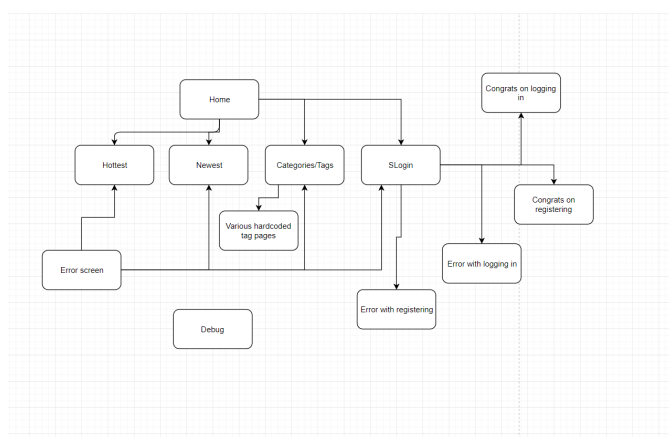 Home
Congrats on logging
in
Hottest
Newest
Categories/Tags
SLogin
Congrats on
registering
Various hardcoded
tag pages
Error screen
Error with logging in
Error with registering
Debug